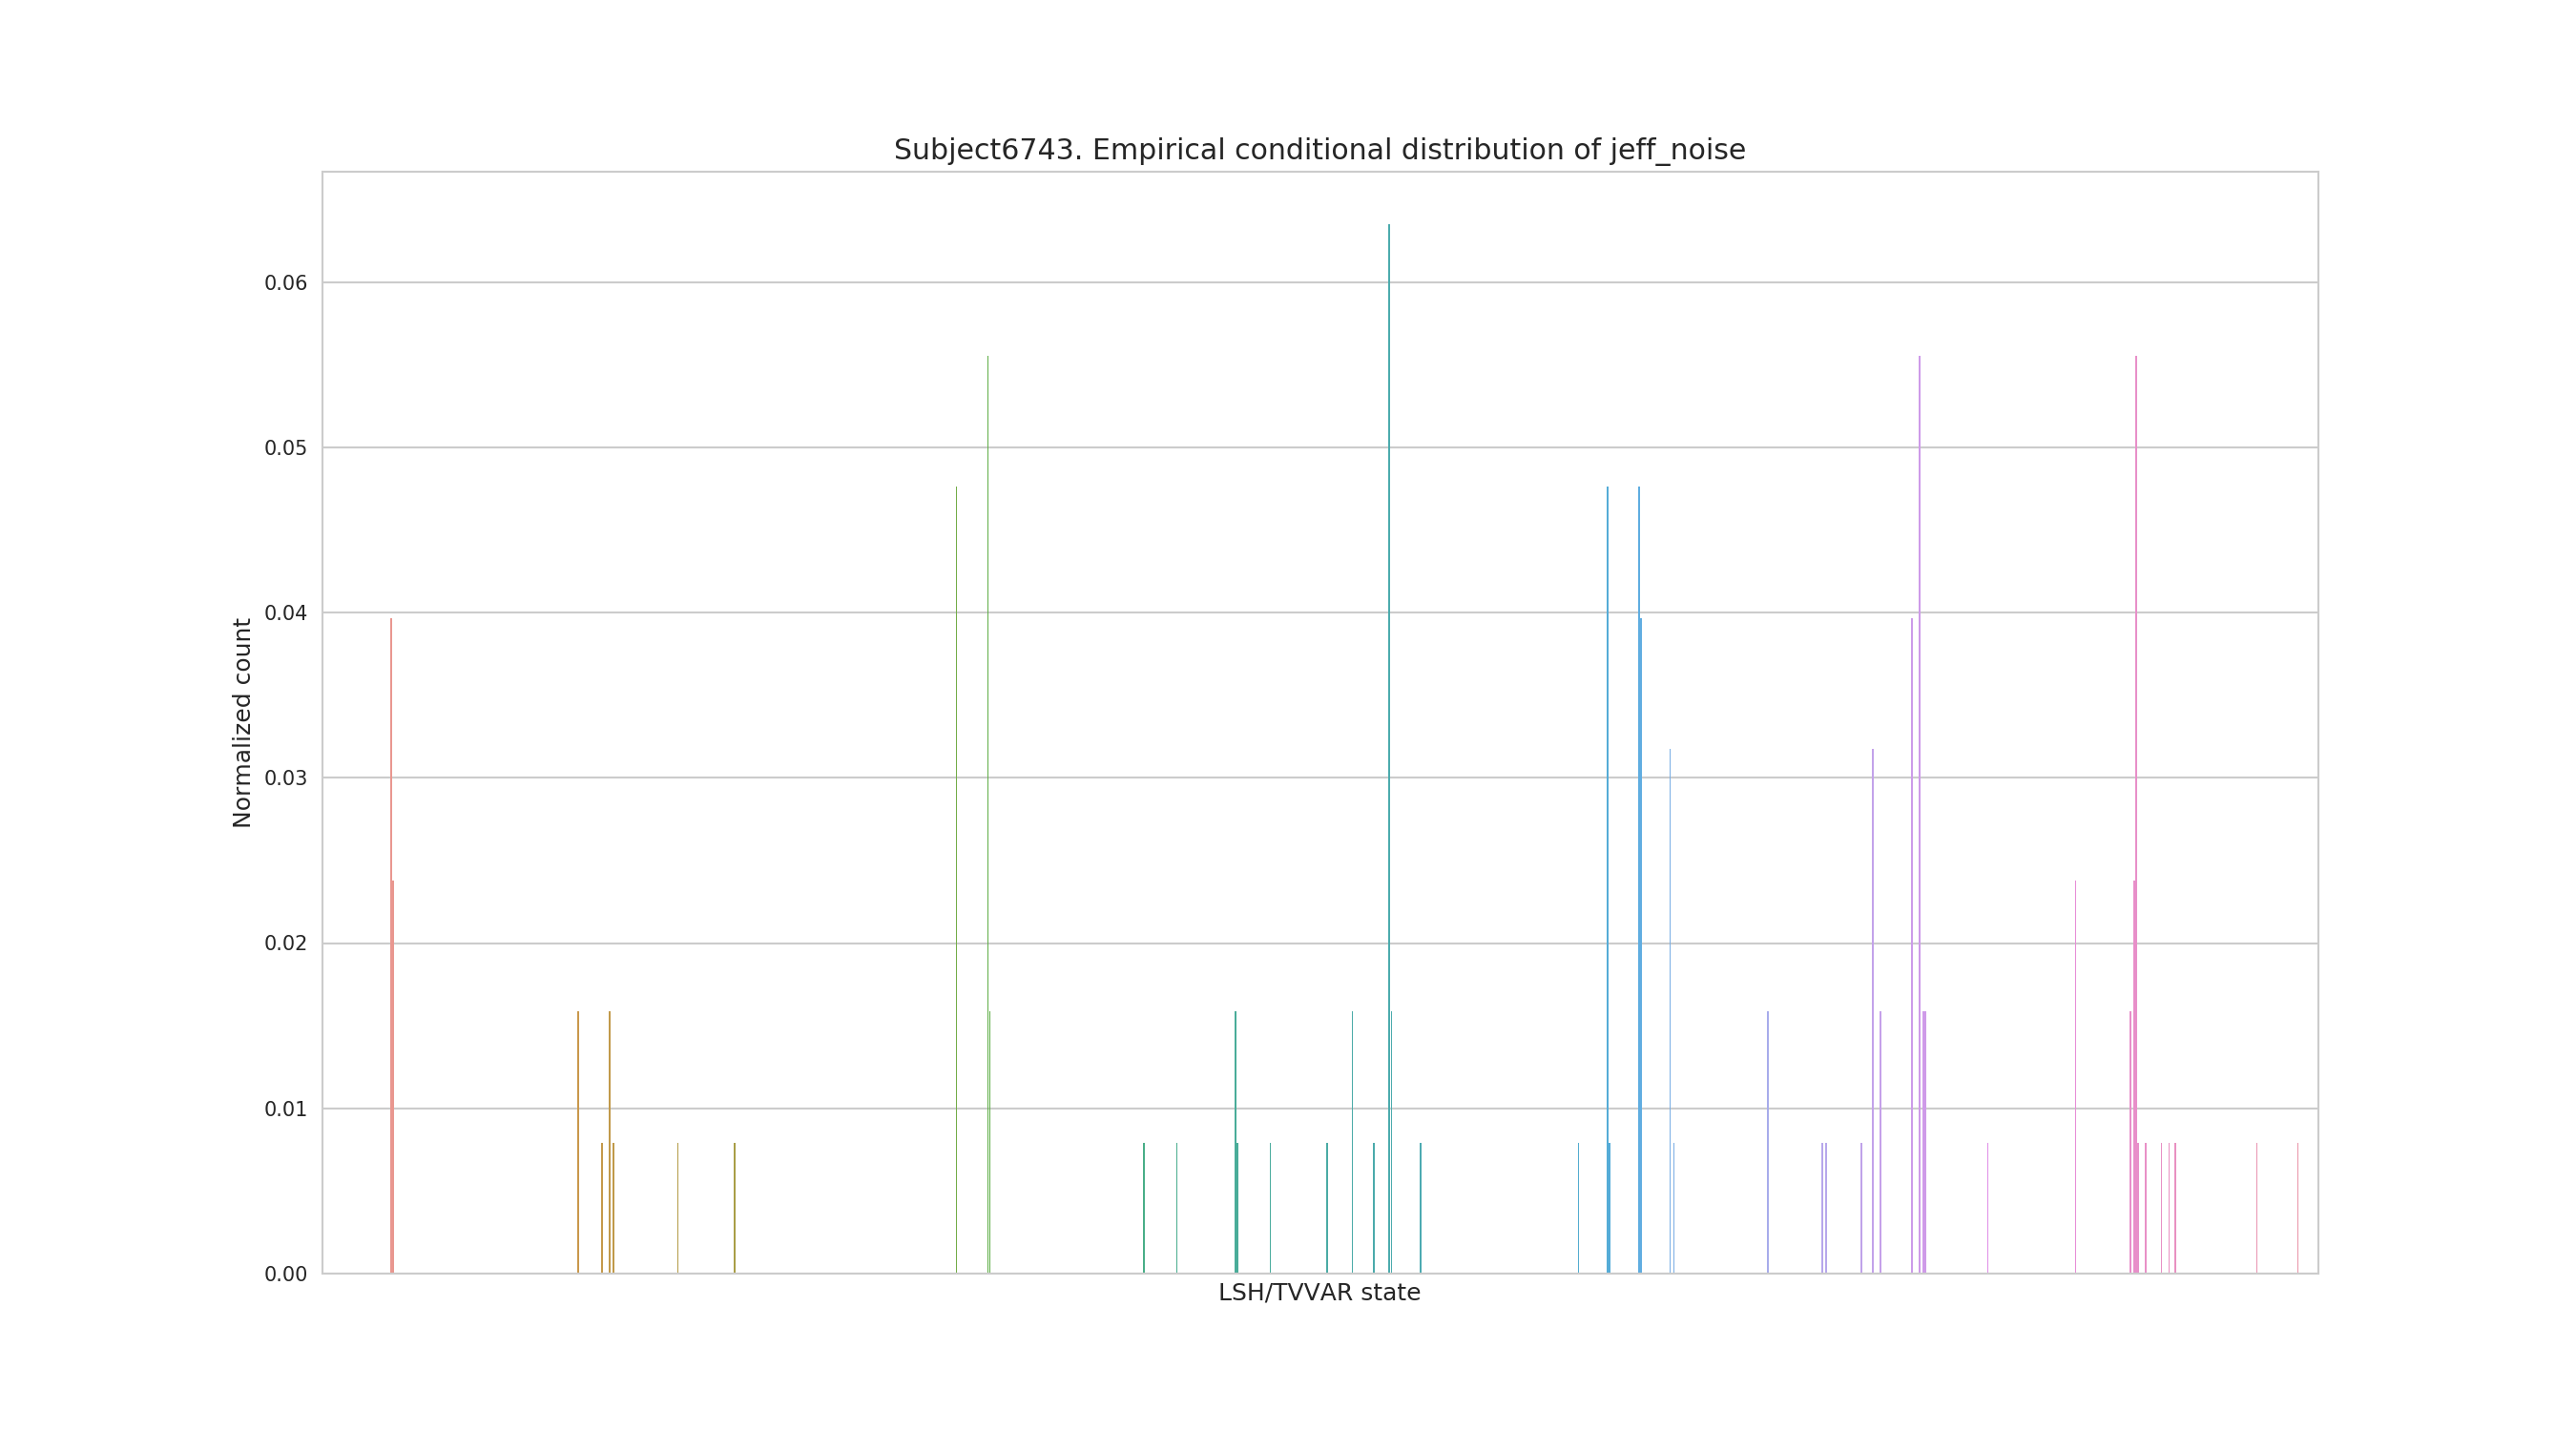 Subject6743. Empirical conditional distribution of jeff_noise
0.06
0.05
0.04
0.03
0.02
0.01
0.00
Normalized count
LSH/TVVAR state